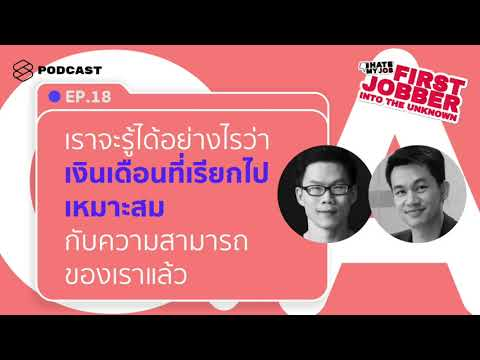 PODCAST
EP.18
I HATE
MY JOB
FIRST
JOBBER
INTO THE UNKNOWN
เราจะรู้ได้อย่างไรว่า
เงินเดือนที่เรียกไป
เหมาะสม
กับความสามารถ
ของเราแล้ว